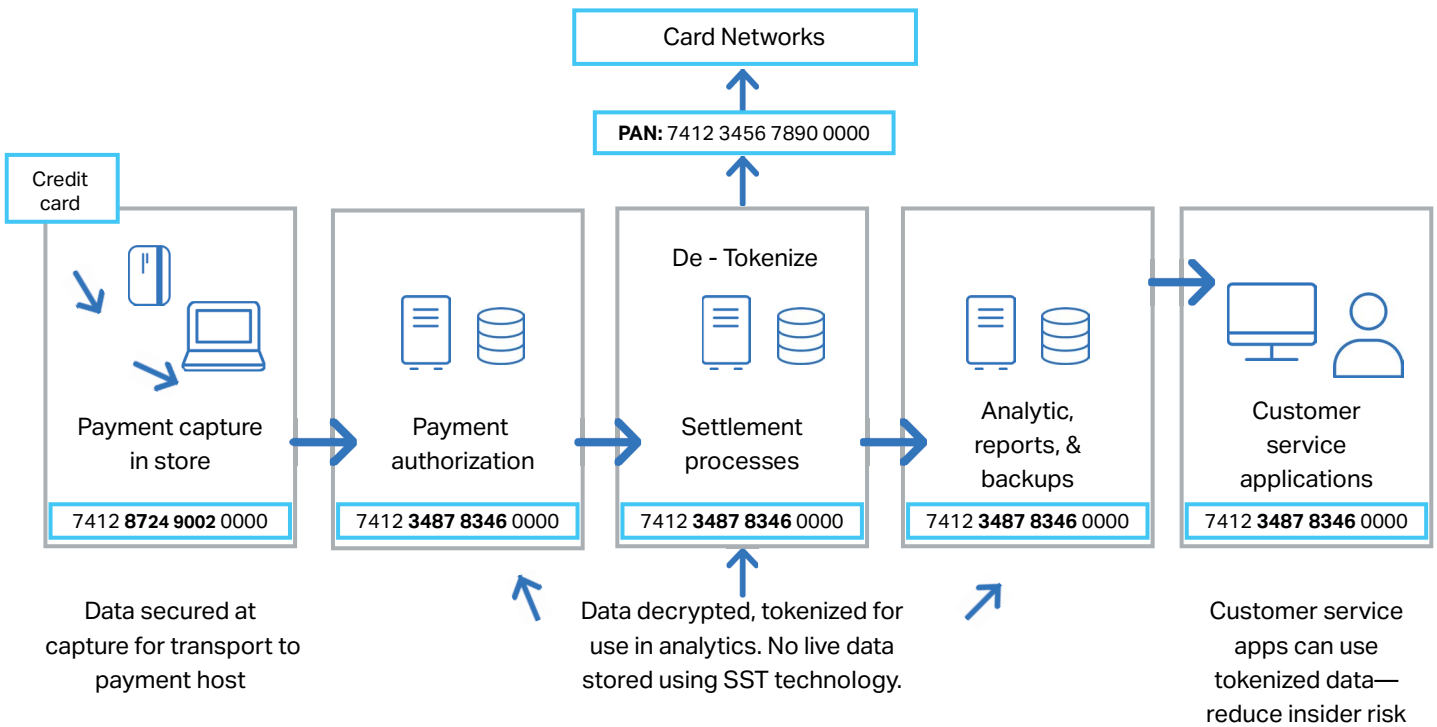 Card Networks
PAN: 7412 3456 7890 0000
Credit
card
Payment capture
in store
7412 8724 9002 0000
Payment
authorization
7412 3487 8346 0000
De - Tokenize
Settlement
processes
7412 3487 8346 0000
Analytic,
reports, &
backups
7412 3487 8346 0000
Customer
service
applications
7412 3487 8346 0000
Data secured at
capture for transport to
payment host
Data decrypted, tokenized for
use in analytics. No live data
stored using SST technology.
Customer service
apps can use
tokenized data—
reduce insider risk